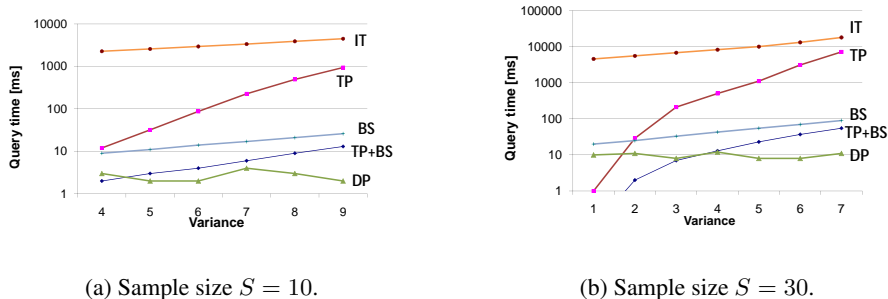 10000
1000
100
10
1
Query time [ms]
4 5 6 7 8 9
Variance
IT
TP
BS
TP+BS
DP
(a) Sample size S = 10.
100000
10000
1000
100
10
1
Query time [ms]
1 2 3 4 5 6 7
Variance
IT
TP
BS
TP+BS
DP
(b) Sample size S = 30.